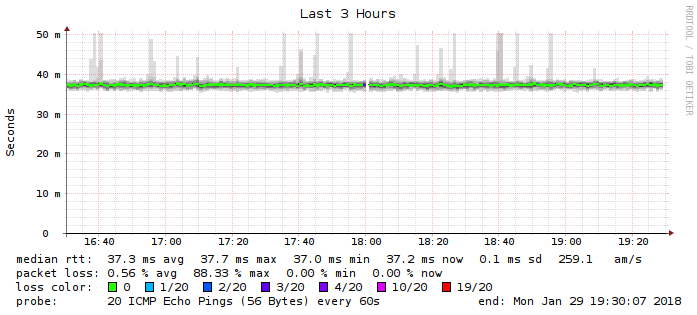 Last 3 Hours
RRDTOOL / TOBI OETIKER
Seconds
50 m
40 m
30 m
20 m
10 m
0
16:40 17:00 17:20 17:40 18:00 18:20 18:40 19:00 19:20
median rtt: 37.3 ms avg 37.7 ms max 37.0 ms min 37.2 ms now 0.1 ms sd 259.1 am/s
packet loss: 0.56 % avg 88.33 % max 0.00 % min 0.00 % now
loss color: 0 1/20 2/20 3/20 4/20 10/20 19/20
probe: 20 ICMP Echo Pings (56 Bytes) every 60s end: Mon Jan 29 19:30:07 2018